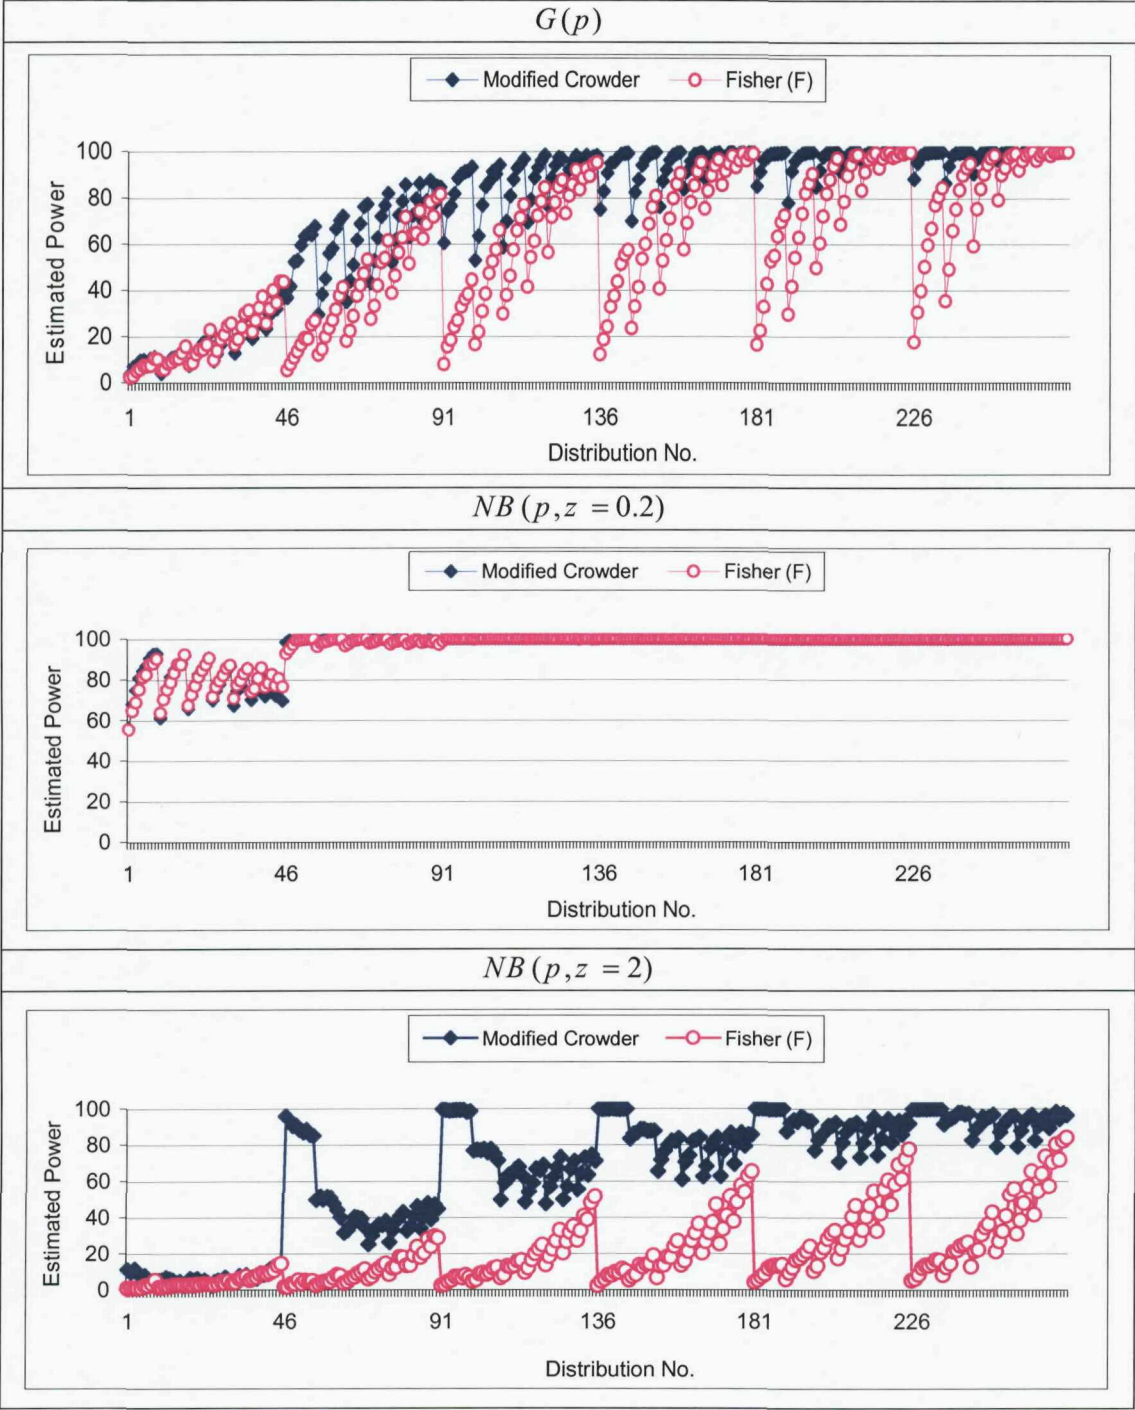 G(p)
Modified Crowder Fisher (F)
100
80
60
40
20
0
Estimated Power
1 46 91 136 181 226
Distribution No.
NB(p,z = 0.2)
Modified Crowder Fisher (F)
100
80
60
40
20
0
Estimated Power
1 46 91 136 181 226
Distribution No.
NB(p,z = 2)
Modified Crowder Fisher (F)
100
80
60
40
20
0
Estimated Power
1 46 91 136 181 226
Distribution No.